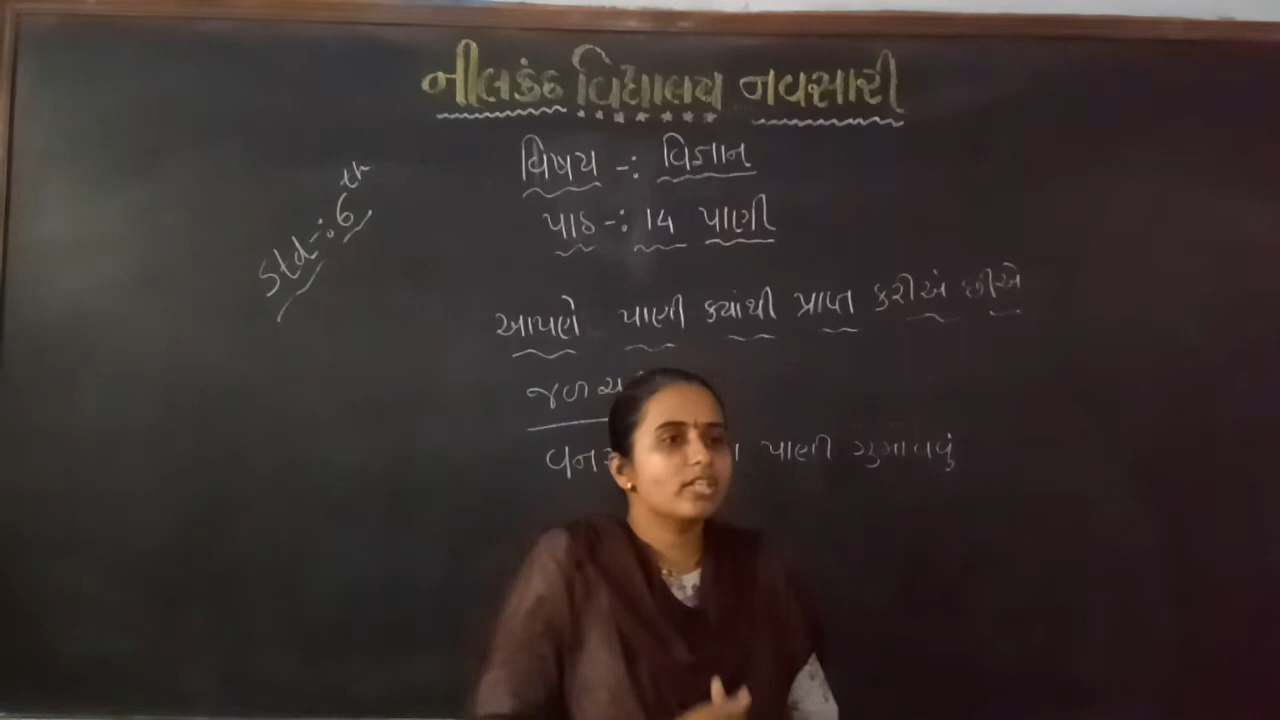 નીલકંઠ વિદ્યાલય નવસારી
Std-:6th
વિષય -: વિજ્ઞાન
પાઠ-: 14 પાણી
આપણે પાણી ક્યાંથી પ્રાપ્ત કરીએ છીએ
પાણી ગુમાવવું